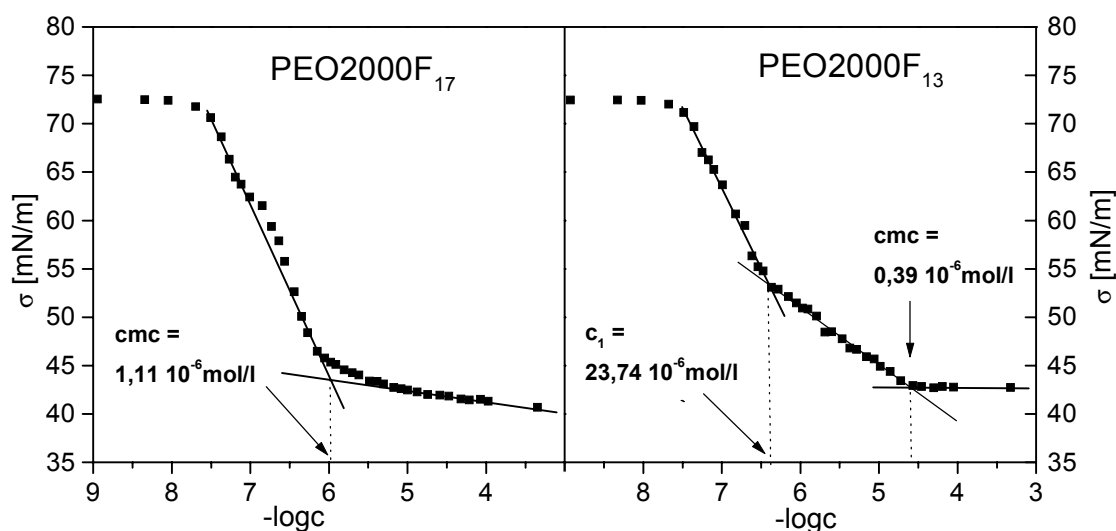 PEO2000F17
80
75
70
65
60
55
50
45
40
35
σ [mN/m]
cmc =
1,11 10-6mol/l
9 8 7 6 5 4
-logc
PEO2000F13
cmc =
0,39 10-6mol/l
c1 =
23,74 10-6mol/l
8 7 6 5 4 3
-logc
80
75
70
65
60
55
50
45
40
35
σ [mN/m]